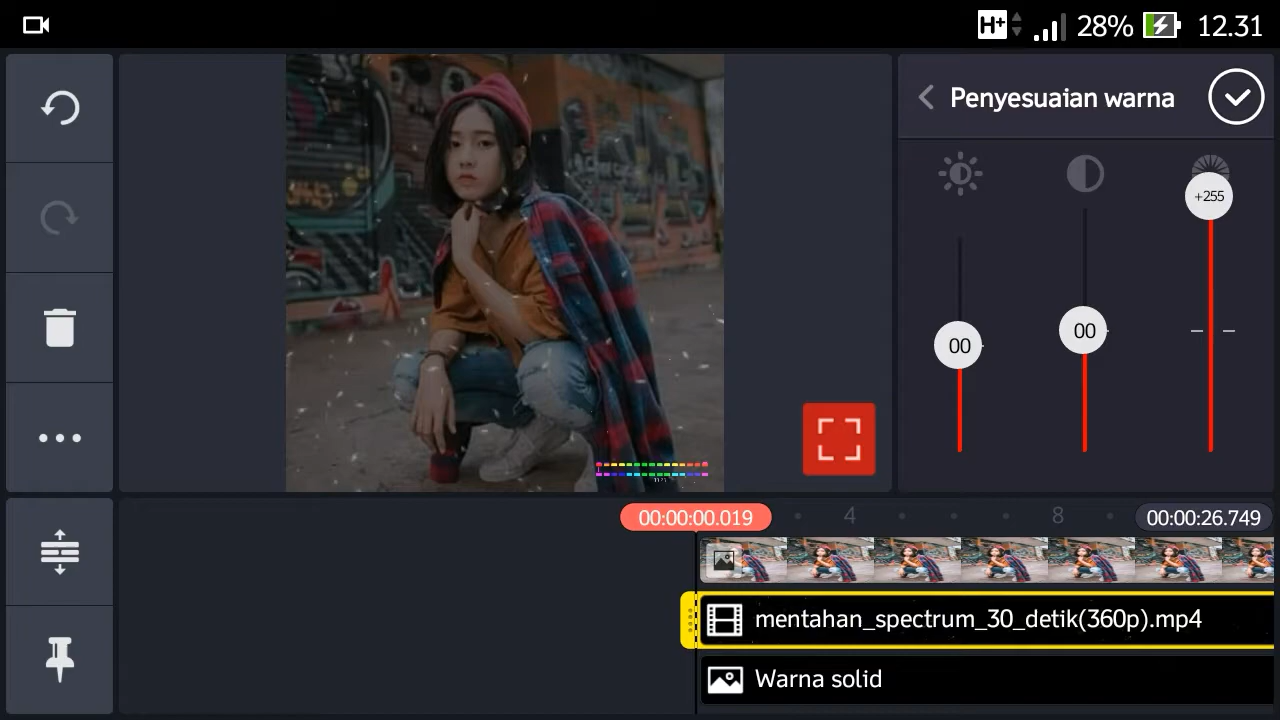 H+ 28% 12.31
Penyesuaian warna
+255
00
00
00:00:00.019 4 8 00:00:26.749
mentahan_spectrum_30_detik(360p).mp4
Warna solid